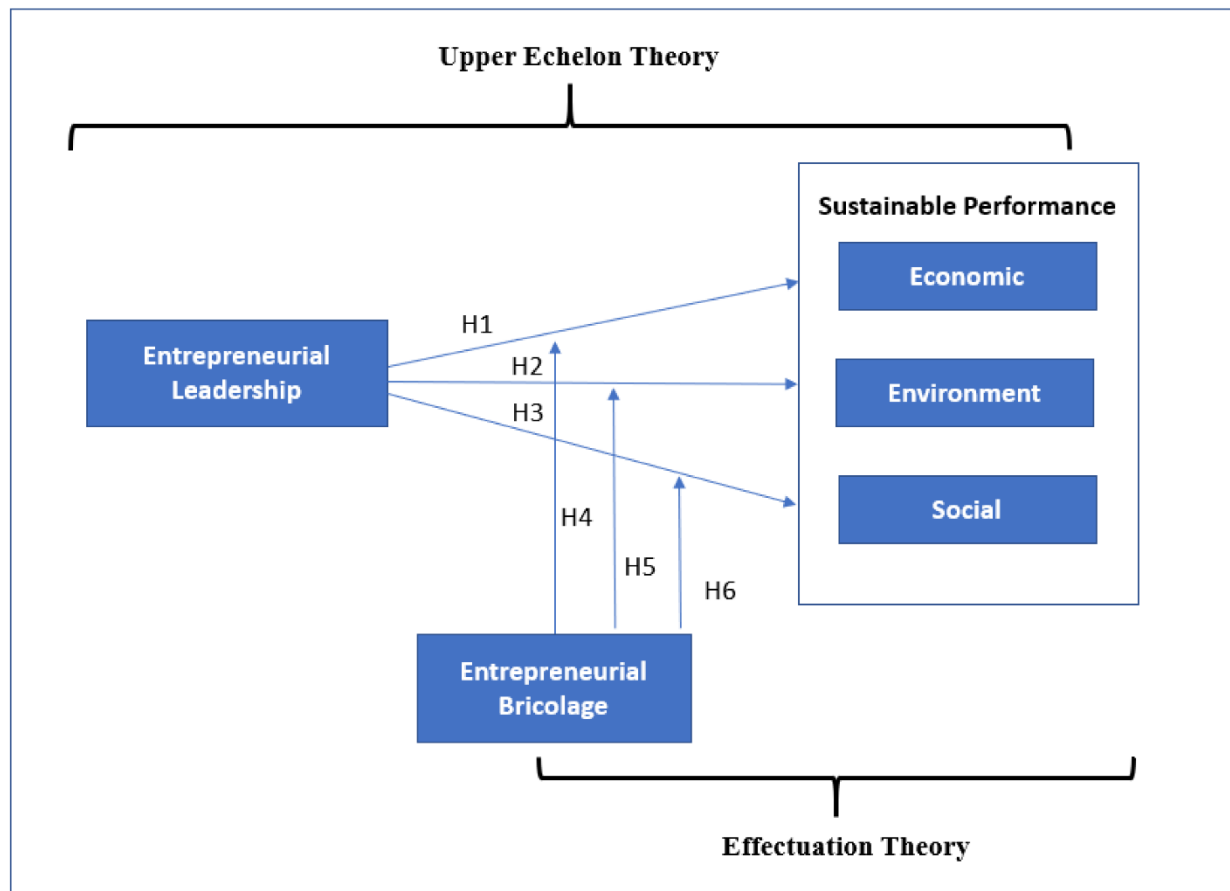 Upper Echelon Theory
Sustainable Performance
Economic
H1
Entrepreneurial
Leadership
H2
Environment
H3
Social
H4
H5
H6
Entrepreneurial
Bricolage
Effectuation Theory